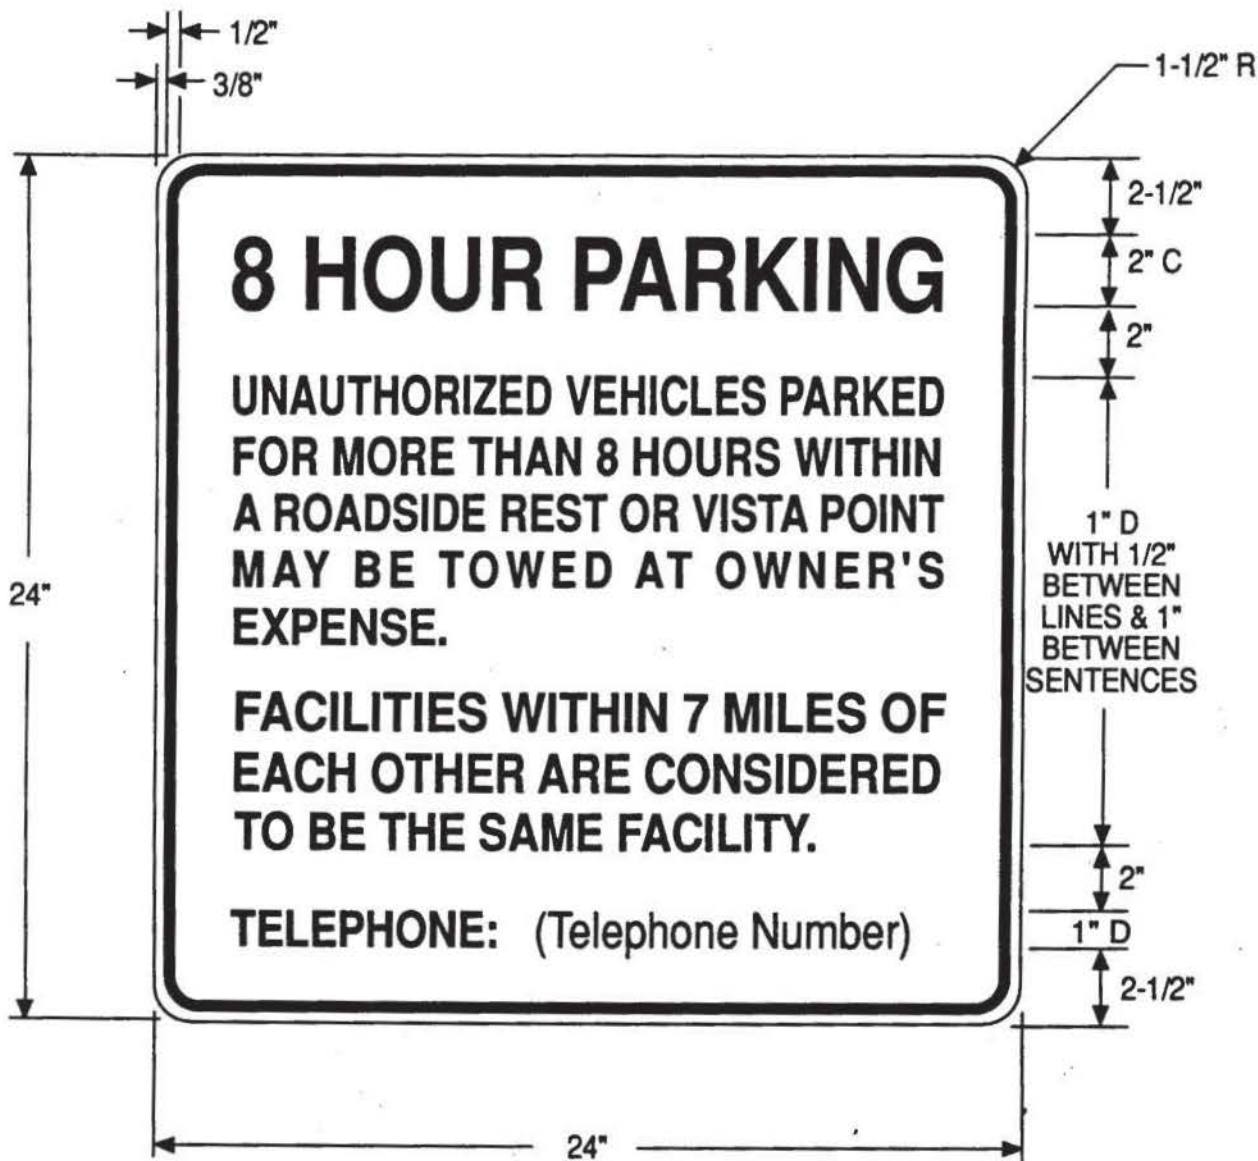 1/2"
3/8"
1-1/2" R
2-1/2"
8 HOUR PARKING
2" C
2"
UNAUTHORIZED VEHICLES PARKED
FOR MORE THAN 8 HOURS WITHIN
A ROADSIDE REST OR VISTA POINT
MAY BE TOWED AT OWNER'S
EXPENSE.
24"
1" D
WITH 1/2"
BETWEEN
LINES & 1"
BETWEEN
SENTENCES
FACILITIES WITHIN 7 MILES OF
EACH OTHER ARE CONSIDERED
TO BE THE SAME FACILITY.
2"
TELEPHONE: (Telephone Number)
1" D
2-1/2"
24"